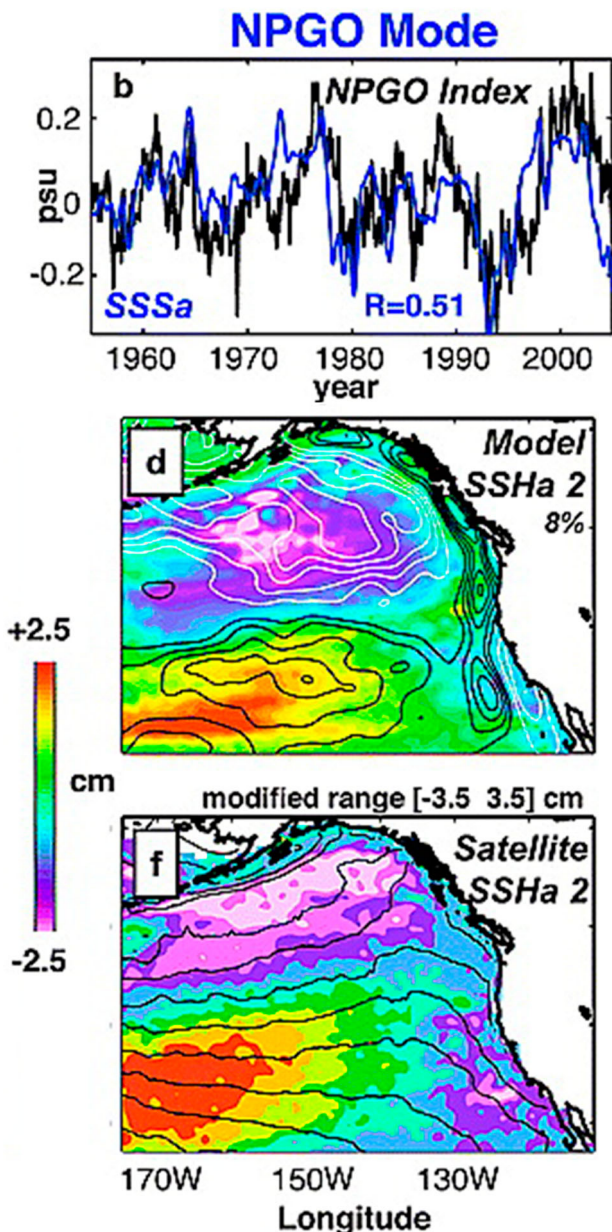 NPGO Mode
b
NPGO Index
0.2
0
-0.2
psu
SSSa
R=0.51
1960 1970 1980 1990 2000
year
d
Model
SSHa 2
8%
+2.5
cm
-2.5
modified range [-3.5 3.5] cm
f
Satellite
SSHa 2
170W 150W 130W
Longitude